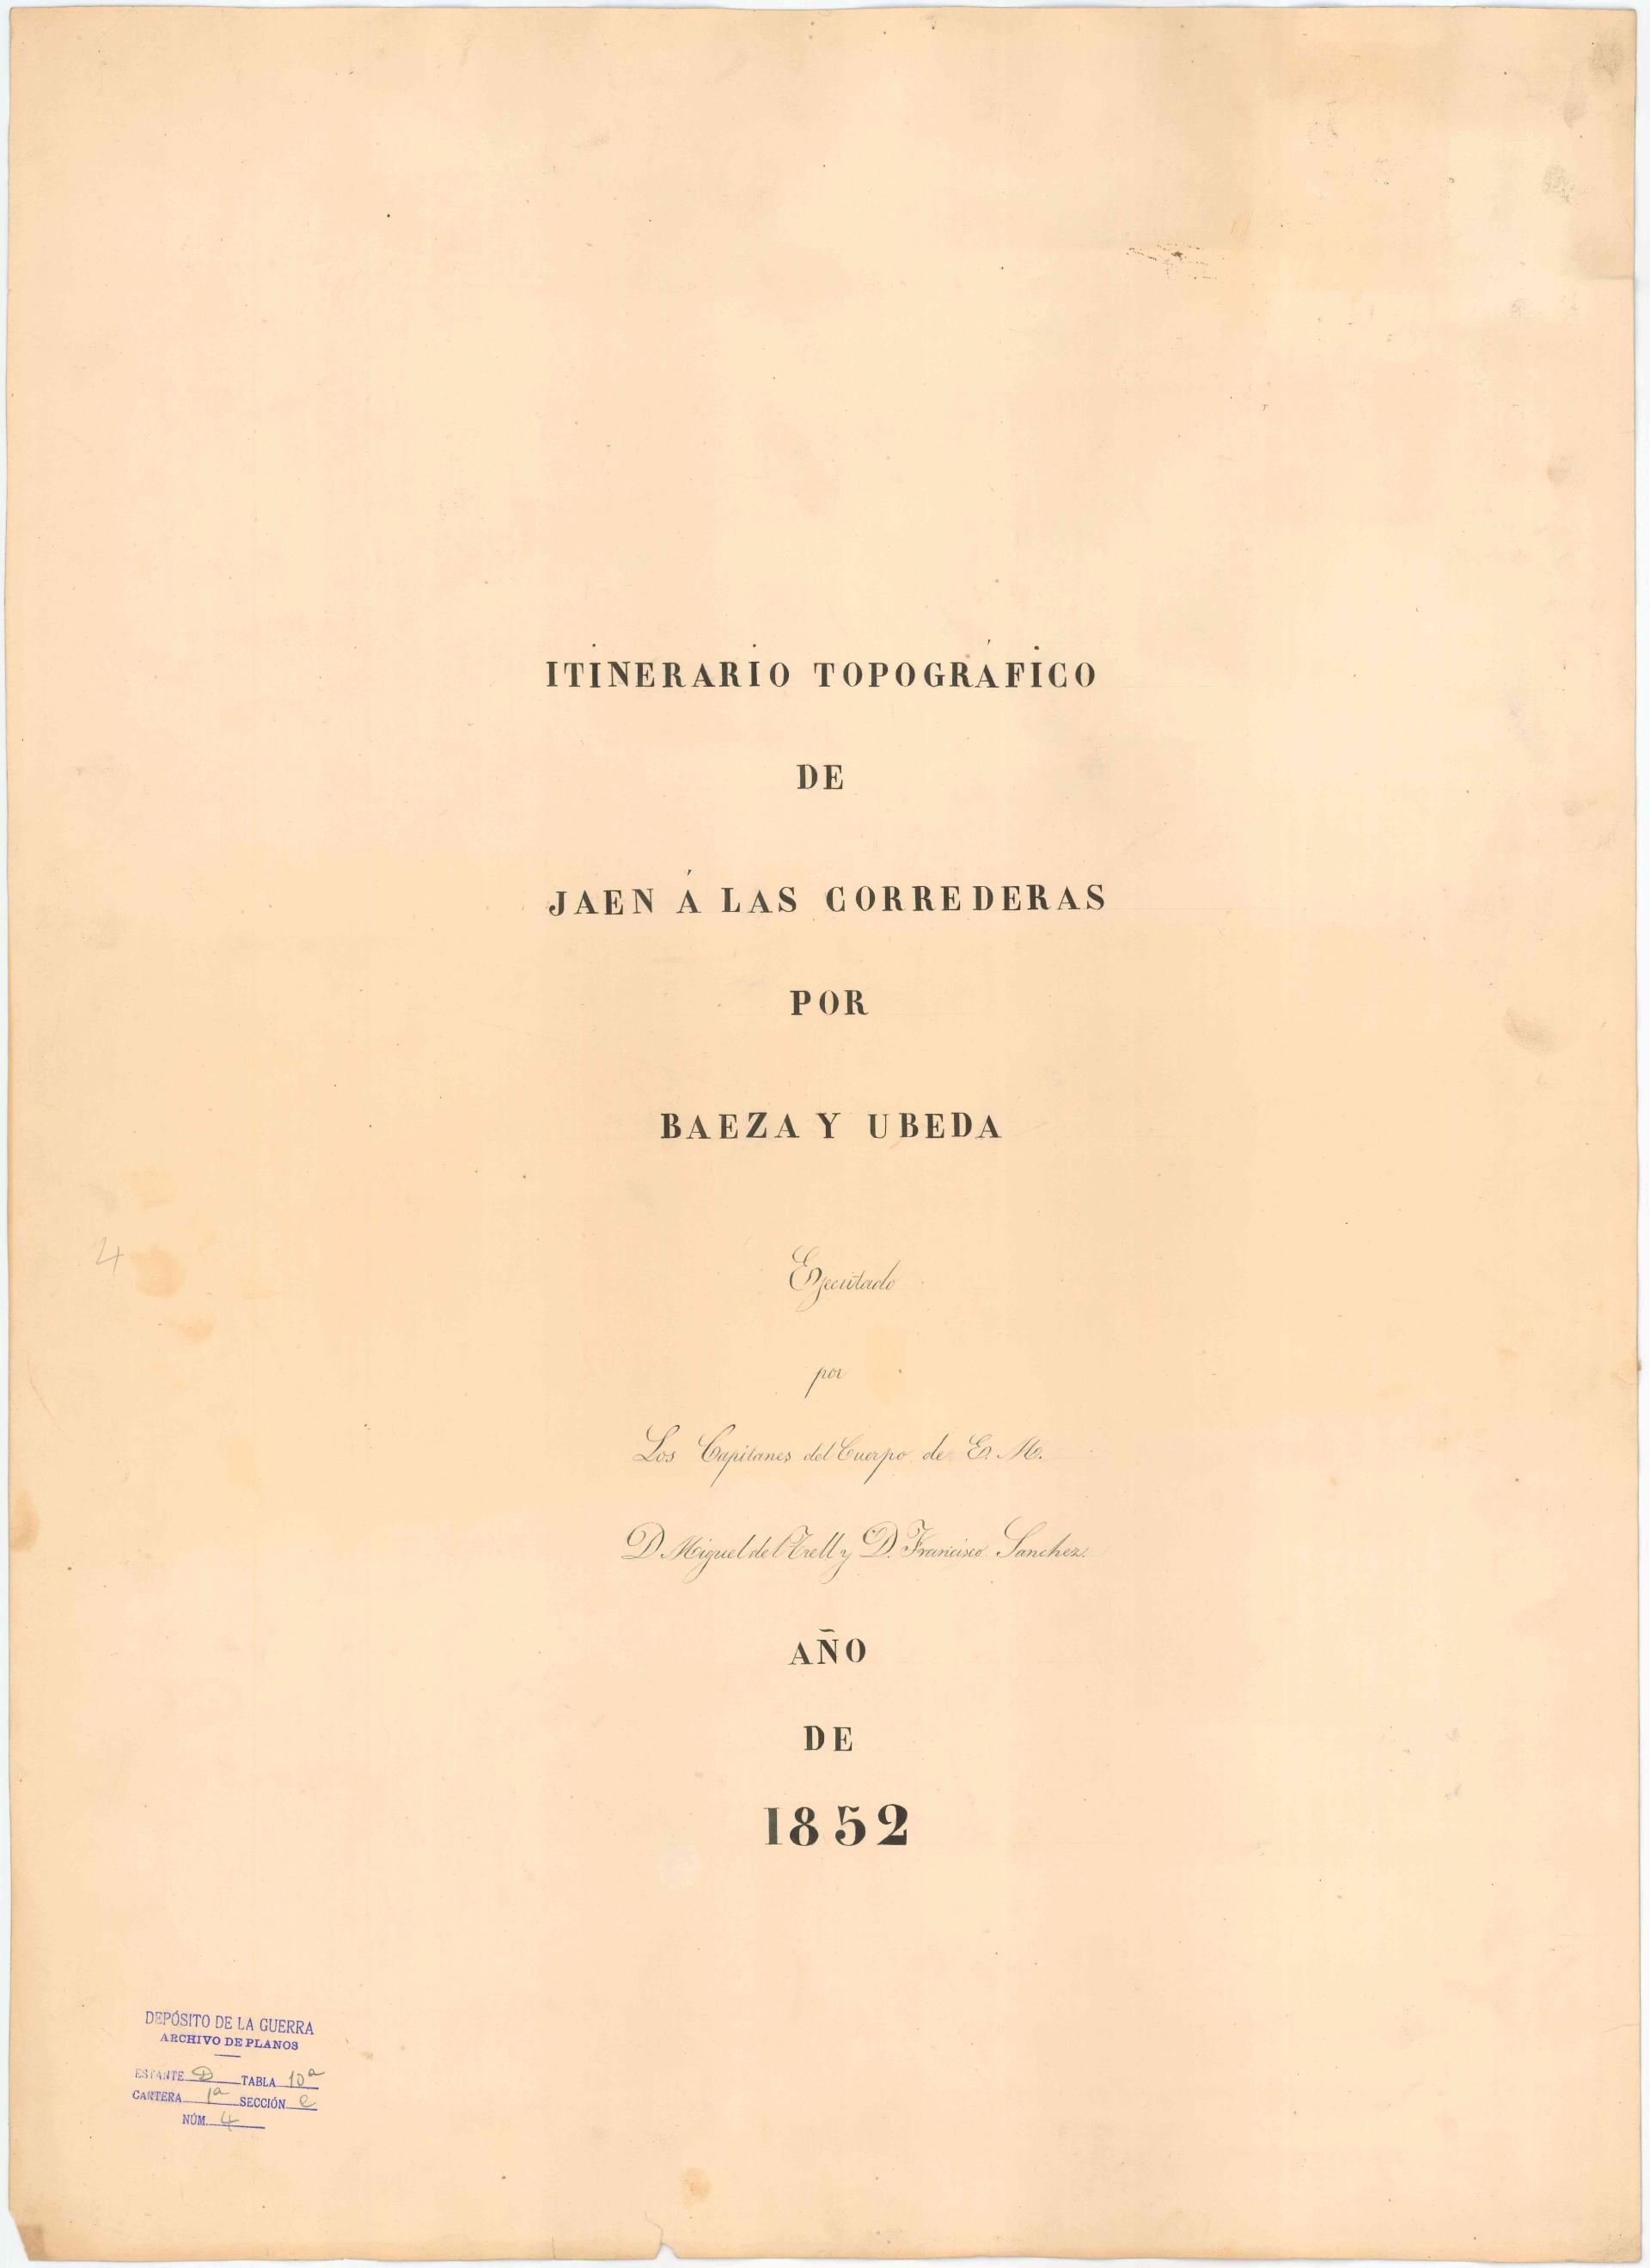 ITINERARIO TOPOGRÁFICO
DE
JAEN Á LAS CORREDERAS
POR
BAEZA Y UBEDA
4
Ejecutado
por
Los Capitanes del Cuerpo de E. M.
D. Miguel del Trell y D. Francisco Sanchez.
AÑO
DE
1852
DEPÓSITO DE LA GUERRA
ARCHIVO DE PLANOS
ESTANTE D TABLA 10ª
CARTERA 1ª SECCIÓN e
NÚM. 4